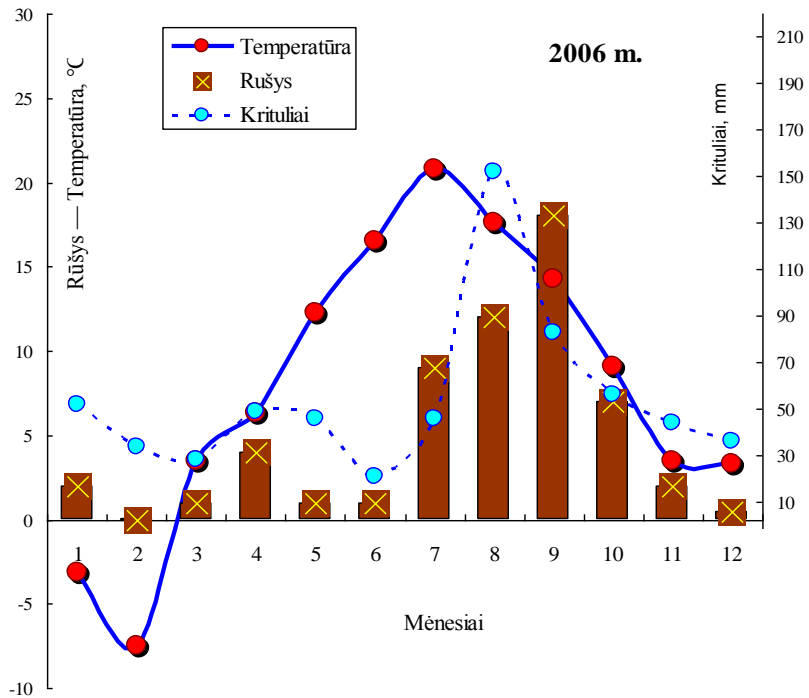 2006 m.
Temperatūra
Rušys
Krituliai
Rūšys — Temperatūra, °C
Krituliai, mm
30
25
20
15
10
5
0
-5
-10
210
190
170
150
130
110
90
70
50
30
10
1 2 3 4 5 6 7 8 9 10 11 12
Mėnesiai